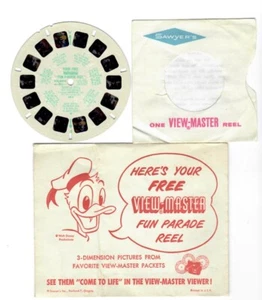 SAWYER'S
ONE VIEW-MASTER REEL
HERE'S YOUR
FREE
VIEW-MASTER
FUN PARADE
REEL
3-DIMENSION PICTURES FROM
FAVORITE VIEW-MASTER PACKETS
SEE THEM "COME TO LIFE" IN THE VIEW-MASTER VIEWER!